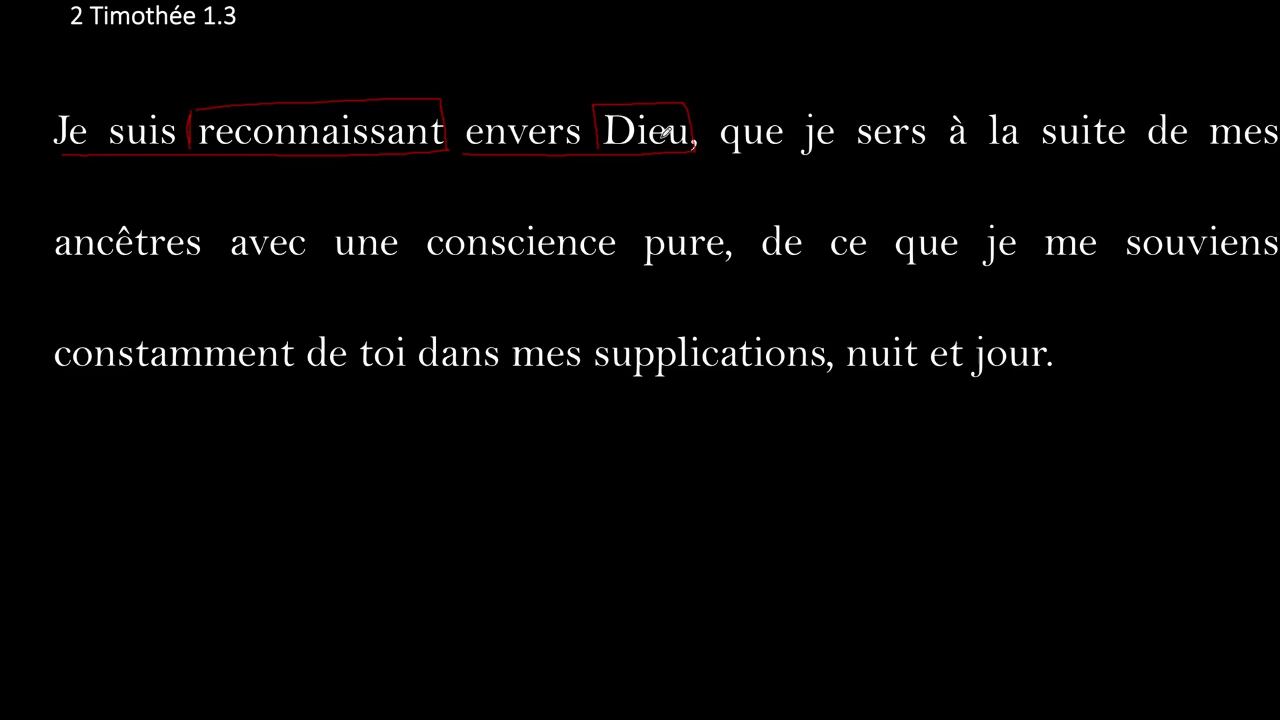 2 Timothée 1.3
Je suis reconnaissant envers Dieu, que je sers à la suite de mes
ancêtres avec une conscience pure, de ce que je me souviens
constamment de toi dans mes supplications, nuit et jour.